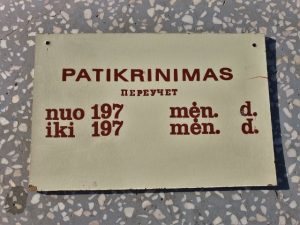 PATIKRINIMAS
ПЕРЕУЧЕТ
nuo 197 mėn. d.
iki 197 mėn. d.